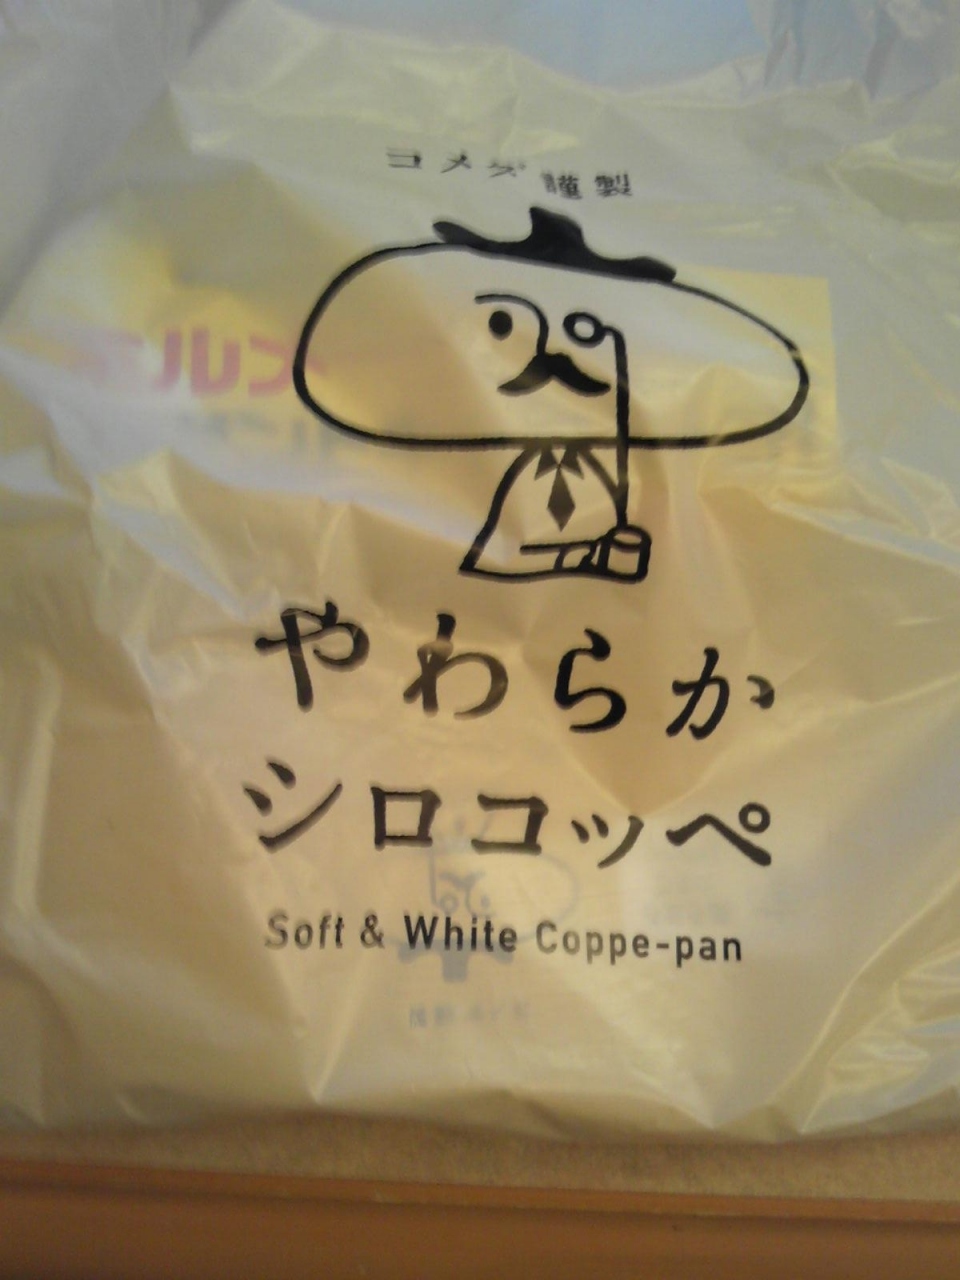 コメダ謹製
やわらか
シロコッペ
Soft & White Coppe-pan